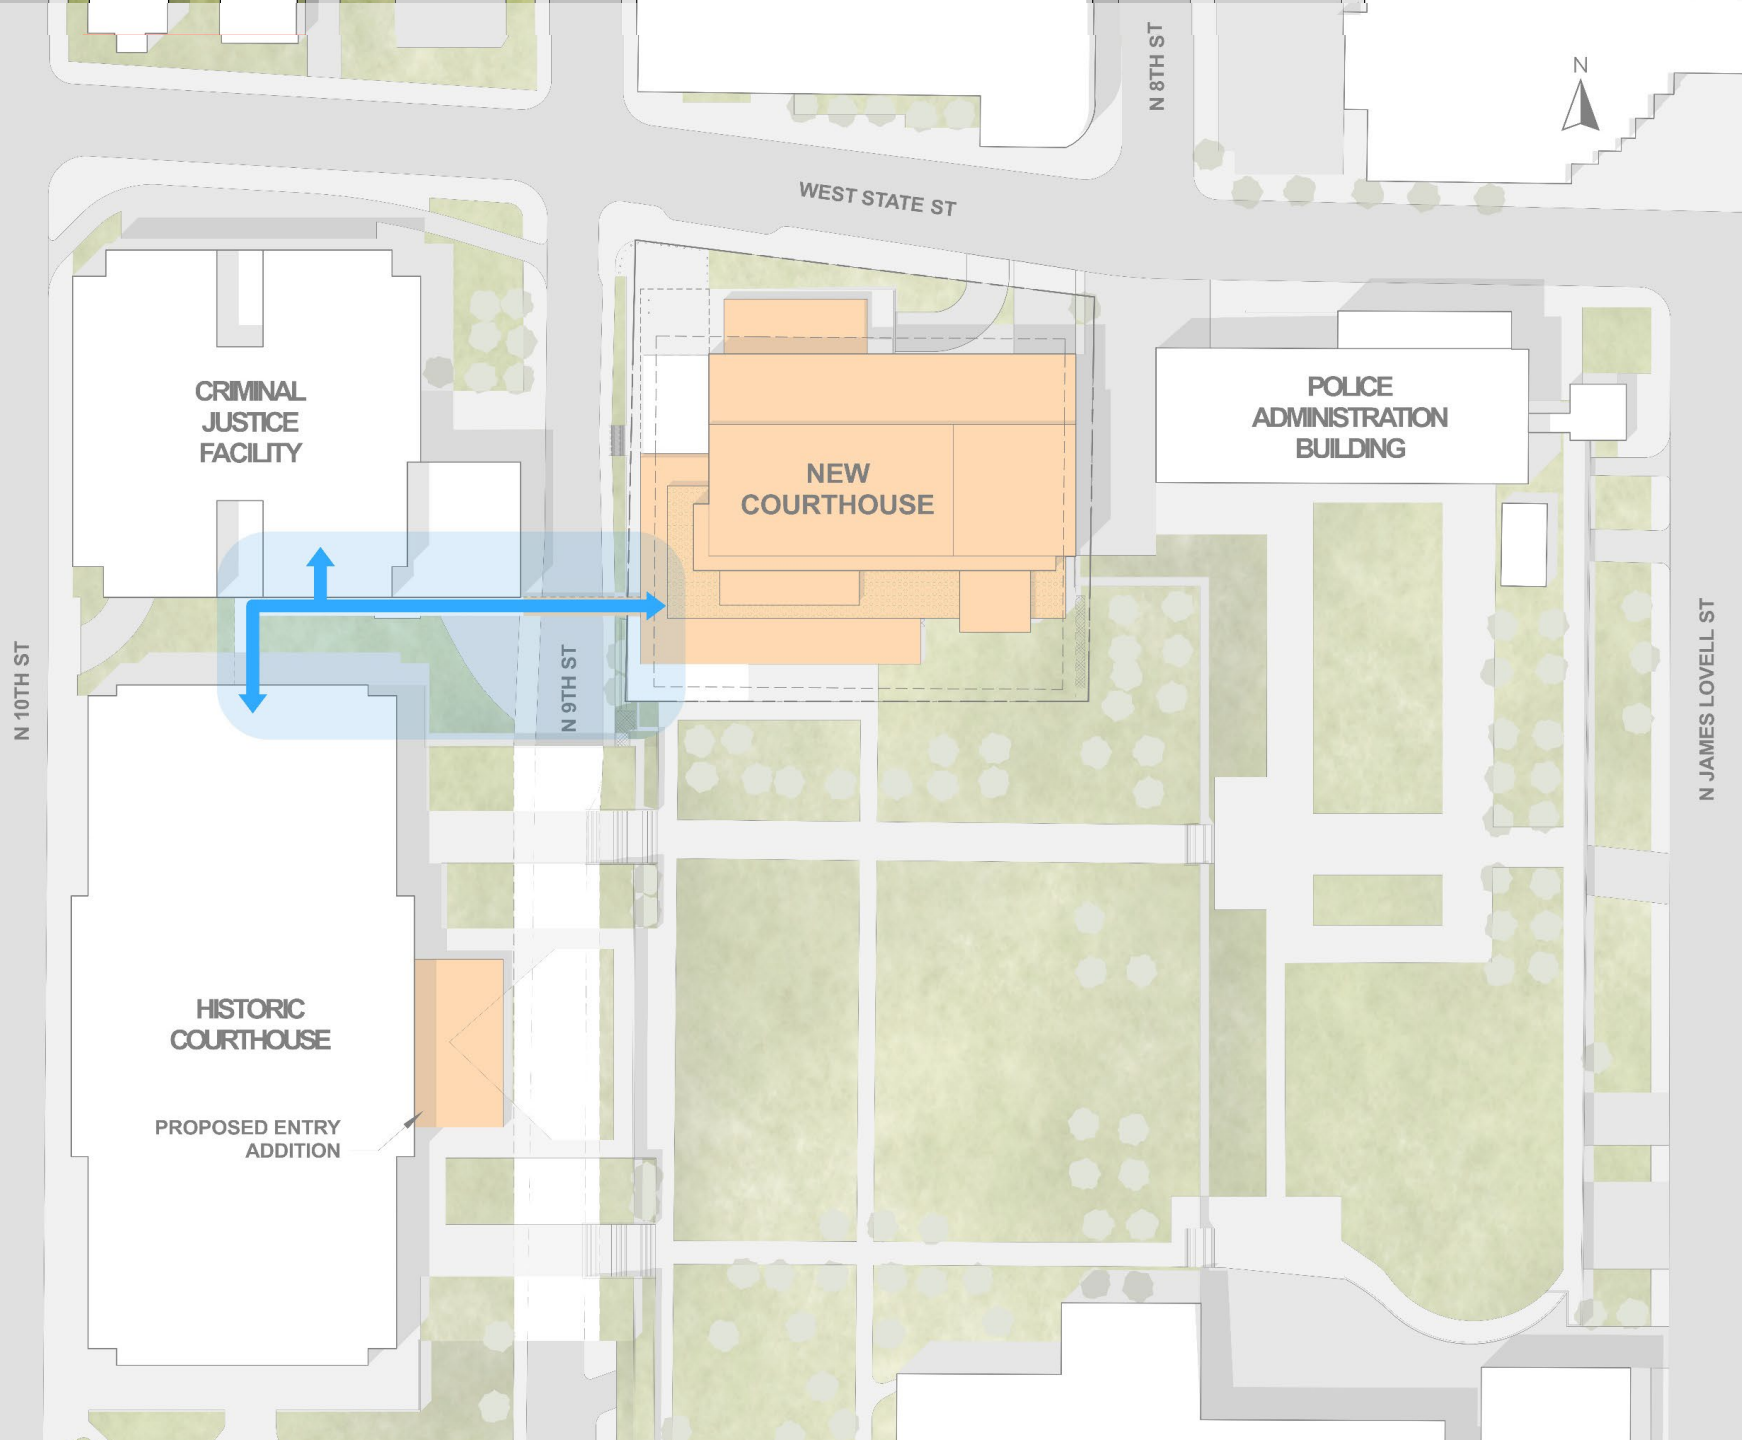 N 8TH ST
N
WEST STATE ST
CRIMINAL
JUSTICE
FACILITY
POLICE
ADMINISTRATION
BUILDING
NEW
COURTHOUSE
N 10TH ST
N 9TH ST
N JAMES LOVELL ST
HISTORIC
COURTHOUSE
PROPOSED ENTRY
ADDITION